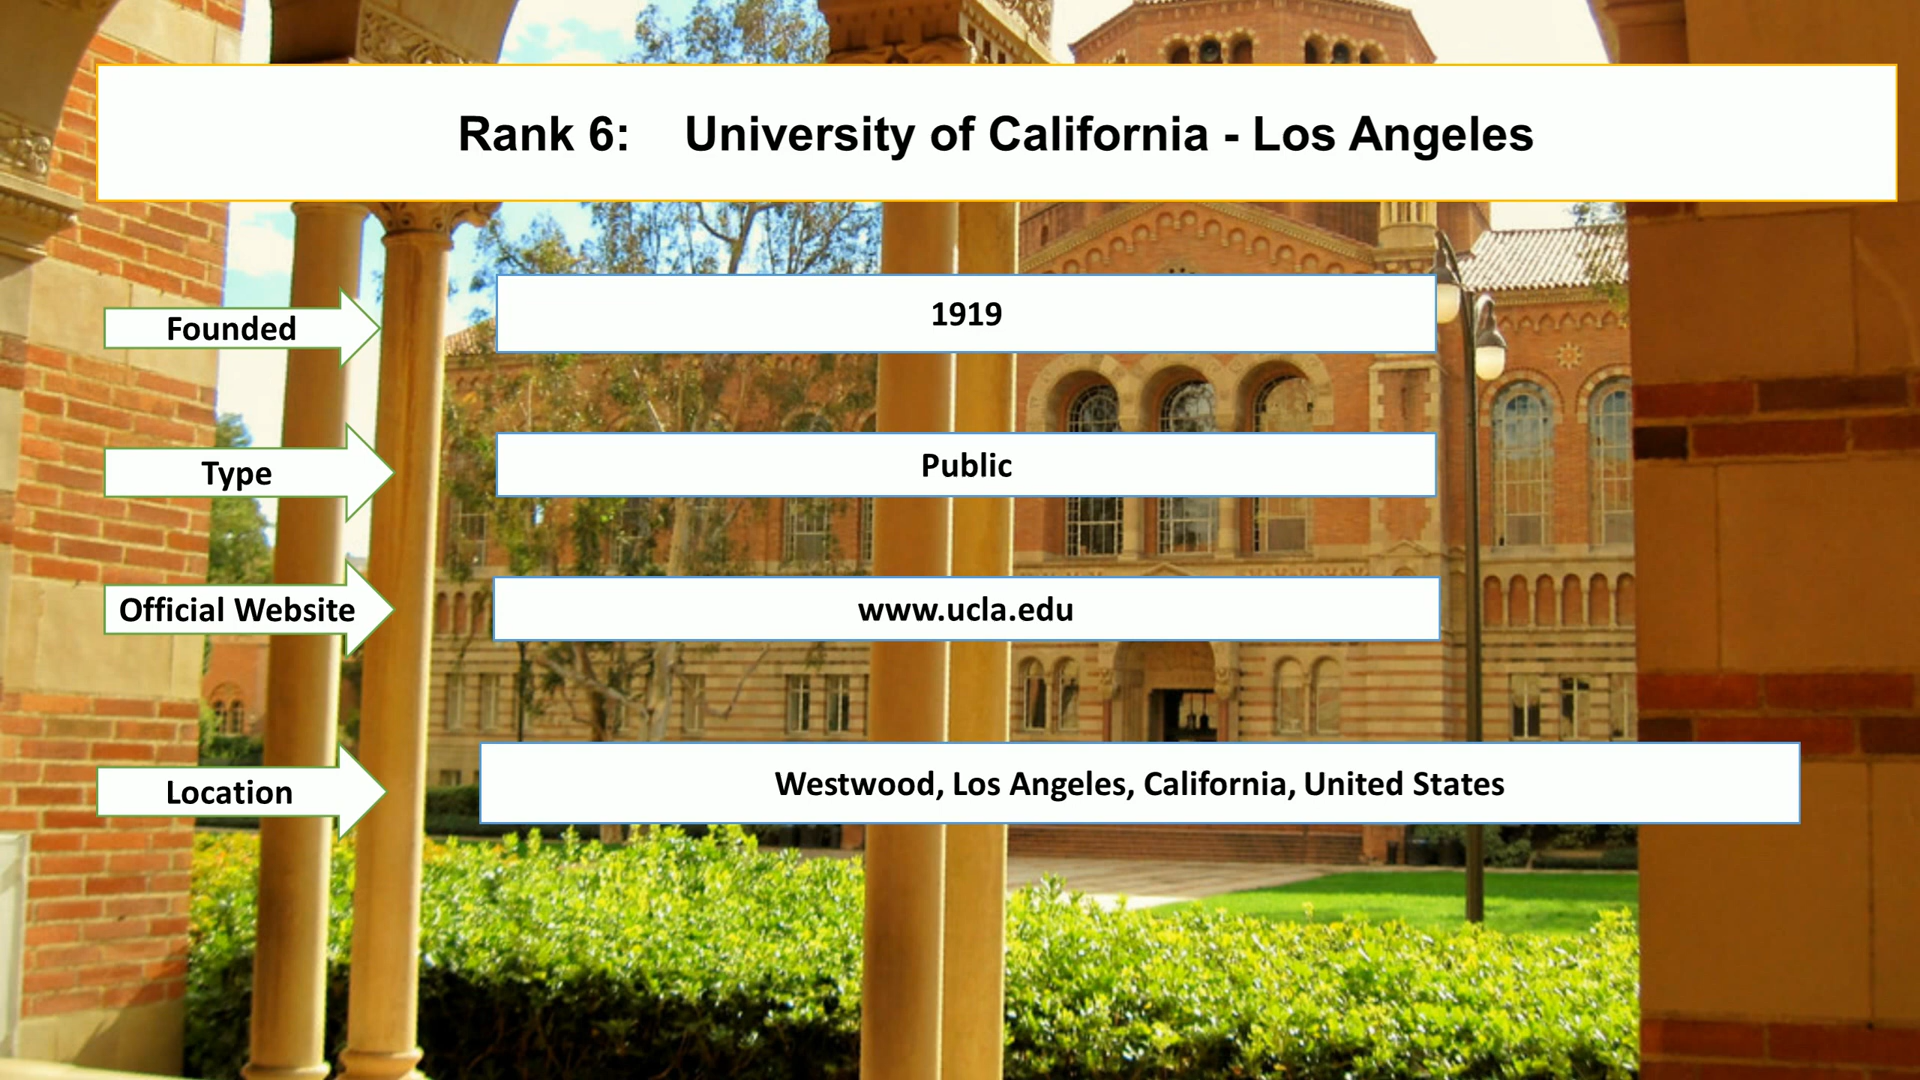 Rank 6: University of California - Los Angeles
Founded
1919
Type
Public
Official Website
www.ucla.edu
Location
Westwood, Los Angeles, California, United States